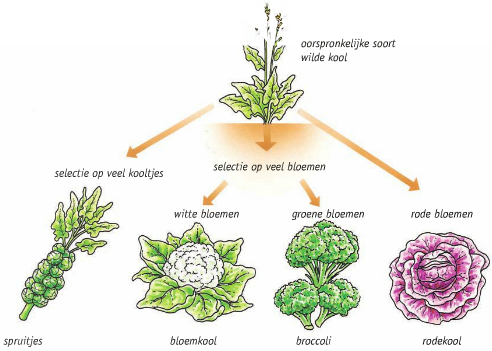 oorspronkelijke soort
wilde kool
selectie op veel kooltjes
selectie op veel bloemen
witte bloemen
groene bloemen
rode bloemen
spruitjes
bloemkool
broccoli
rodekool